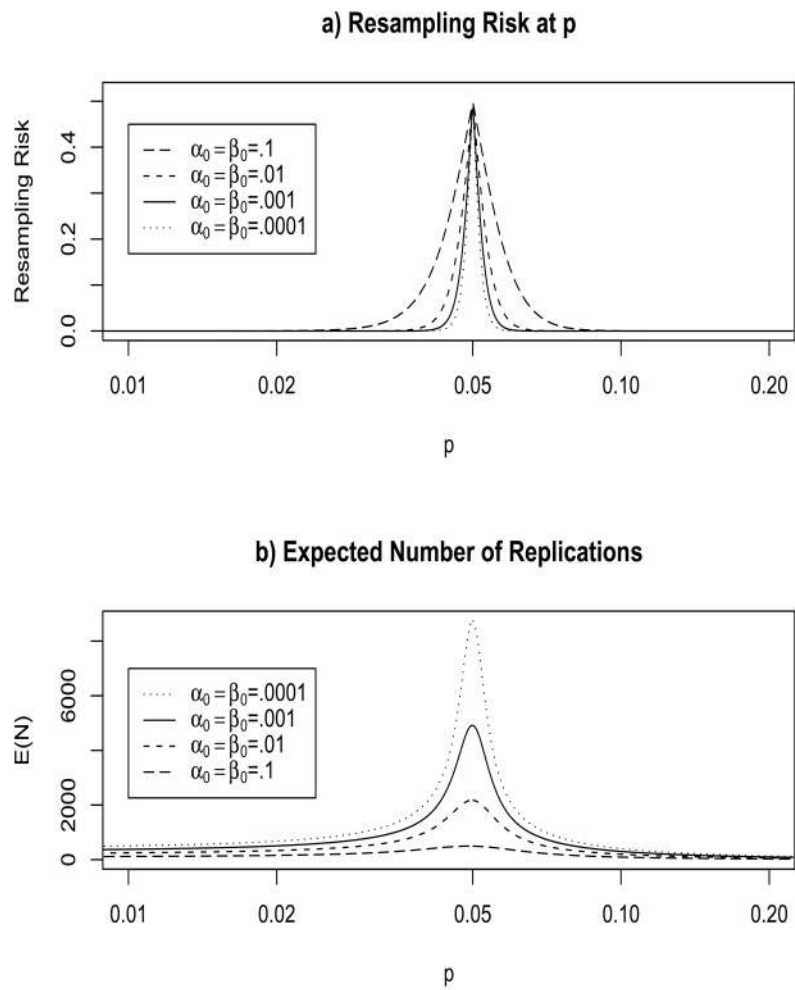 a) Resampling Risk at p
Resampling Risk
0.4
0.2
0.0
α₀ = β₀=.1
α₀ = β₀=.01
α₀ = β₀=.001
α₀ = β₀=.0001
0.01 0.02 0.05 0.10 0.20
p
b) Expected Number of Replications
E(N)
6000
2000
0
α₀ = β₀=.0001
α₀ = β₀=.001
α₀ = β₀=.01
α₀ = β₀=.1
0.01 0.02 0.05 0.10 0.20
p